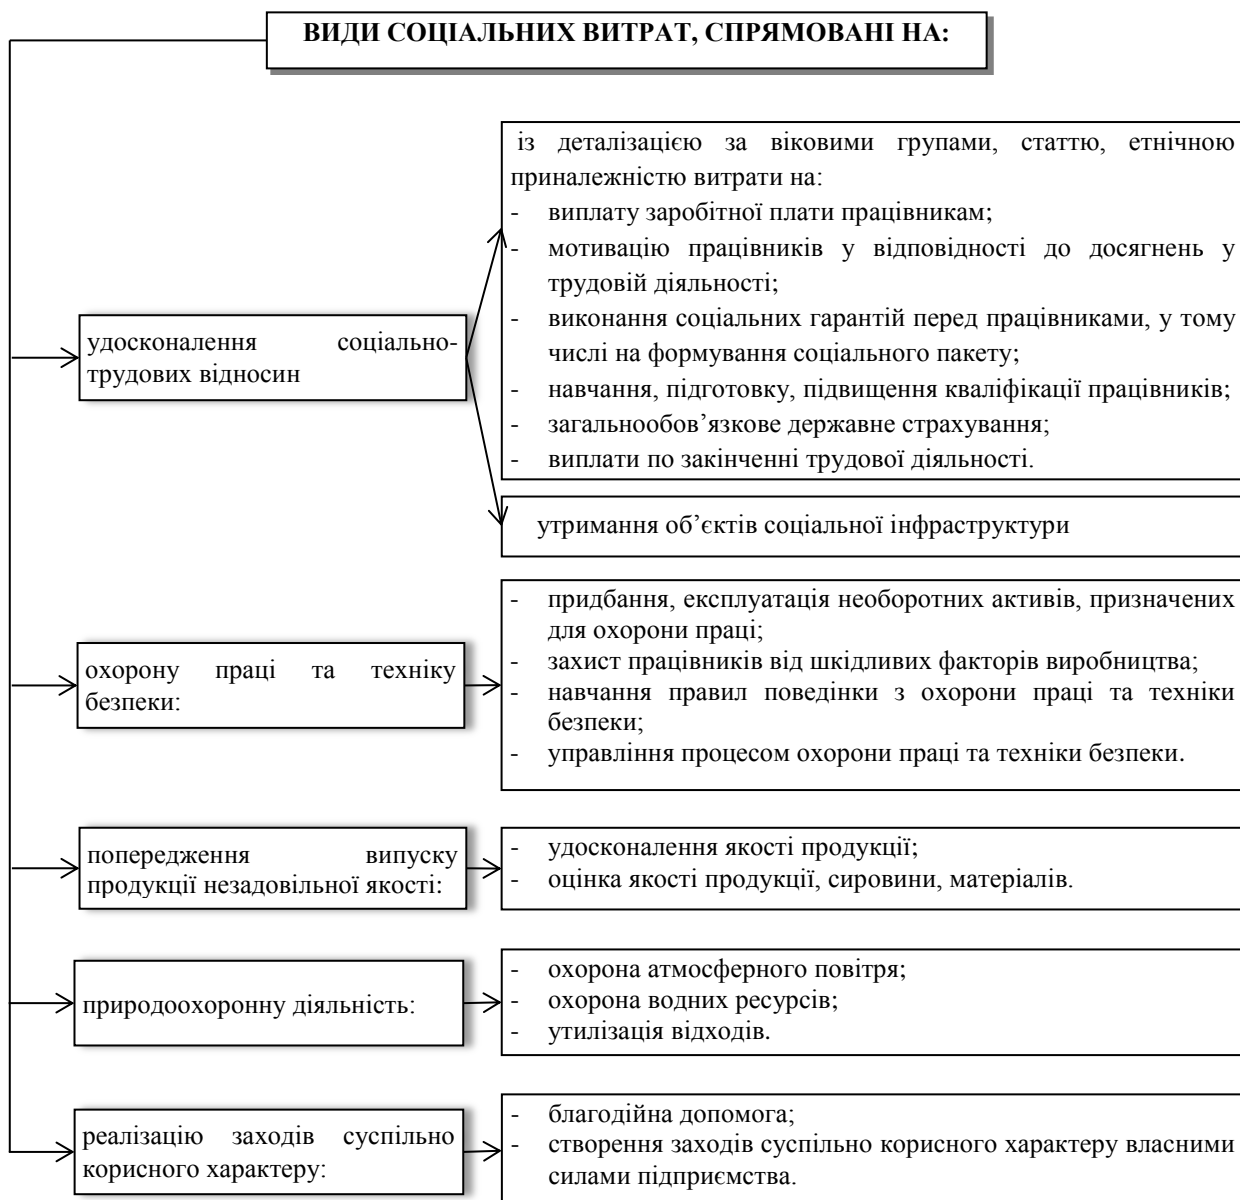 ВИДИ СОЦІАЛЬНИХ ВИТРАТ, СПРЯМОВАНІ НА:
удосконалення соціально-
трудових відносин
із деталізацією за віковими групами, статтю, етнічною
приналежністю витрати на:
- виплату заробітної плати працівникам;
- мотивацію працівників у відповідності до досягнень у
трудовій діяльності;
- виконання соціальних гарантій перед працівниками, у тому
числі на формування соціального пакету;
- навчання, підготовку, підвищення кваліфікації працівників;
- загальнообов’язкове державне страхування;
- виплати по закінченні трудової діяльності.
утримання об’єктів соціальної інфраструктури
охорону праці та техніку
безпеки:
- придбання, експлуатація необоротних активів, призначених
для охорони праці;
- захист працівників від шкідливих факторів виробництва;
- навчання правил поведінки з охорони праці та техніки
безпеки;
- управління процесом охорони праці та техніки безпеки.
попередження випуску
продукції незадовільної якості:
- удосконалення якості продукції;
- оцінка якості продукції, сировини, матеріалів.
природоохоронну діяльність:
- охорона атмосферного повітря;
- охорона водних ресурсів;
- утилізація відходів.
реалізацію заходів суспільно
корисного характеру:
- благодійна допомога;
- створення заходів суспільно корисного характеру власними
силами підприємства.